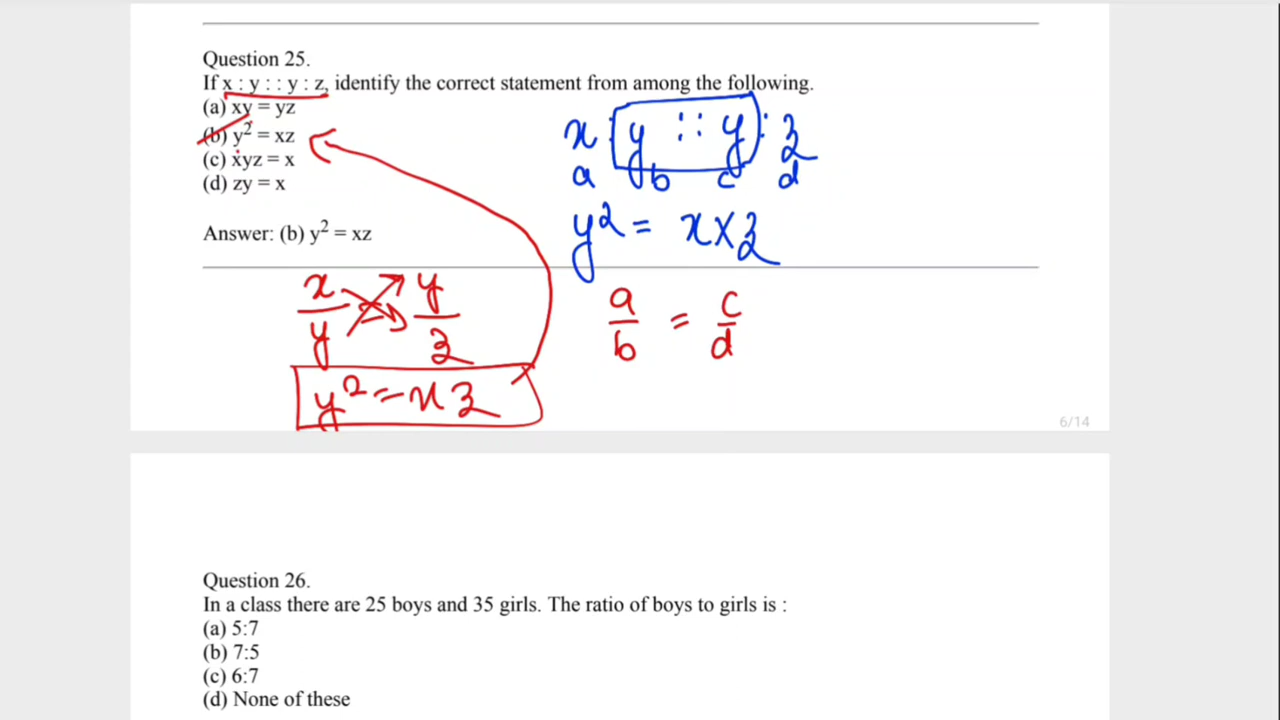 Question 25.
If x : y : : y : z, identify the correct statement from among the following.
(a) xy = yz
(b) y² = xz
(c) xyz = x
(d) zy = x
Answer: (b) y² = xz
x : y :: y : z
a b c d
y² = x×z
x/y y/z
a/b = c/d
y² = xz
6/14
Question 26.
In a class there are 25 boys and 35 girls. The ratio of boys to girls is :
(a) 5:7
(b) 7:5
(c) 6:7
(d) None of these